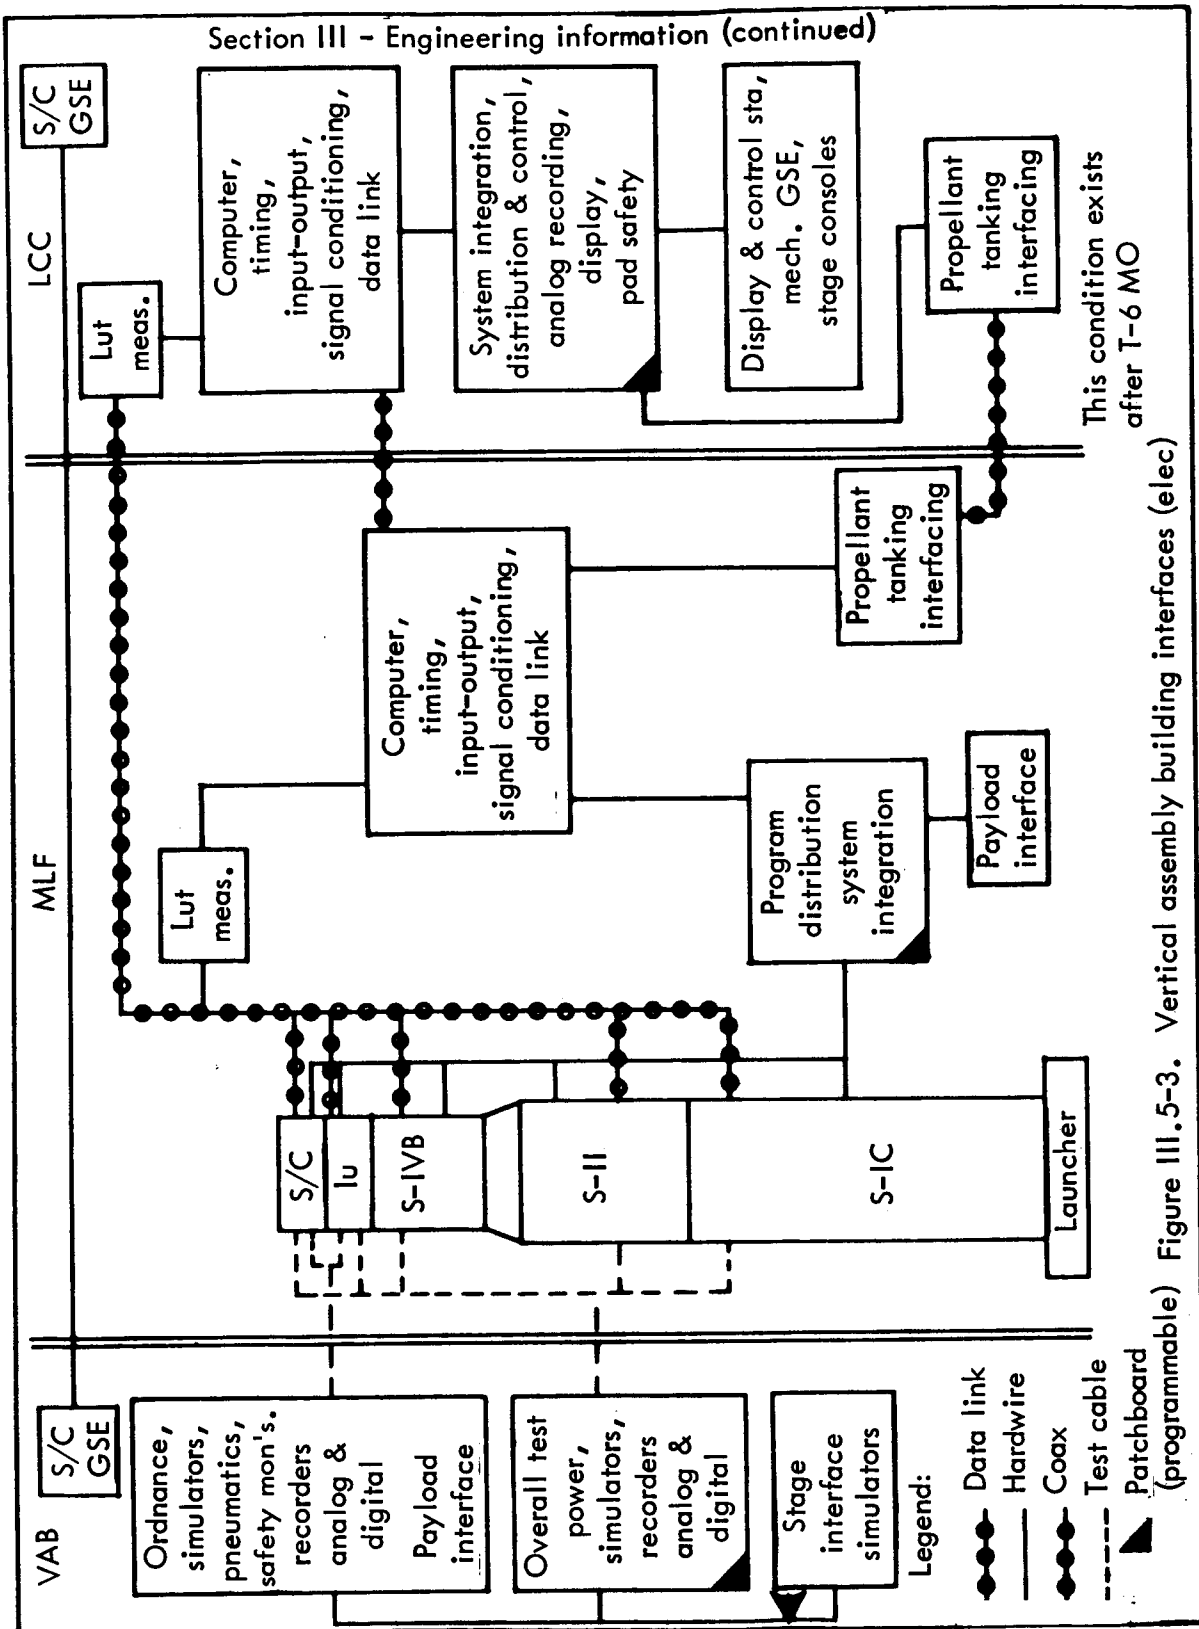 Section III - Engineering information (continued)
VAB
MLF
LCC
S/C
GSE
S/C
GSE
Ordnance,
simulators,
pneumatics,
safety mon's.
recorders
analog &
digital
Payload
interface
Overall test
power,
simulators,
recorders
analog &
digital
Stage
interface
simulators
S/C
Iu
S-IVB
S-II
S-IC
Launcher
Lut
meas.
Computer,
timing,
input-output,
signal conditioning,
data link
Program
distribution
system
integration
Payload
interface
Propellant
tanking
interfacing
Lut
meas.
Computer,
timing,
input-output,
signal conditioning,
data link
System integration,
distribution & control,
analog recording,
display,
pad safety
Display & control sta,
mech. GSE,
stage consoles
Propellant
tanking
interfacing
This condition exists
after T-6 MO
Legend:
Data link
Hardwire
Coax
Test cable
Patchboard
(programmable)
Figure III.5-3. Vertical assembly building interfaces (elec)